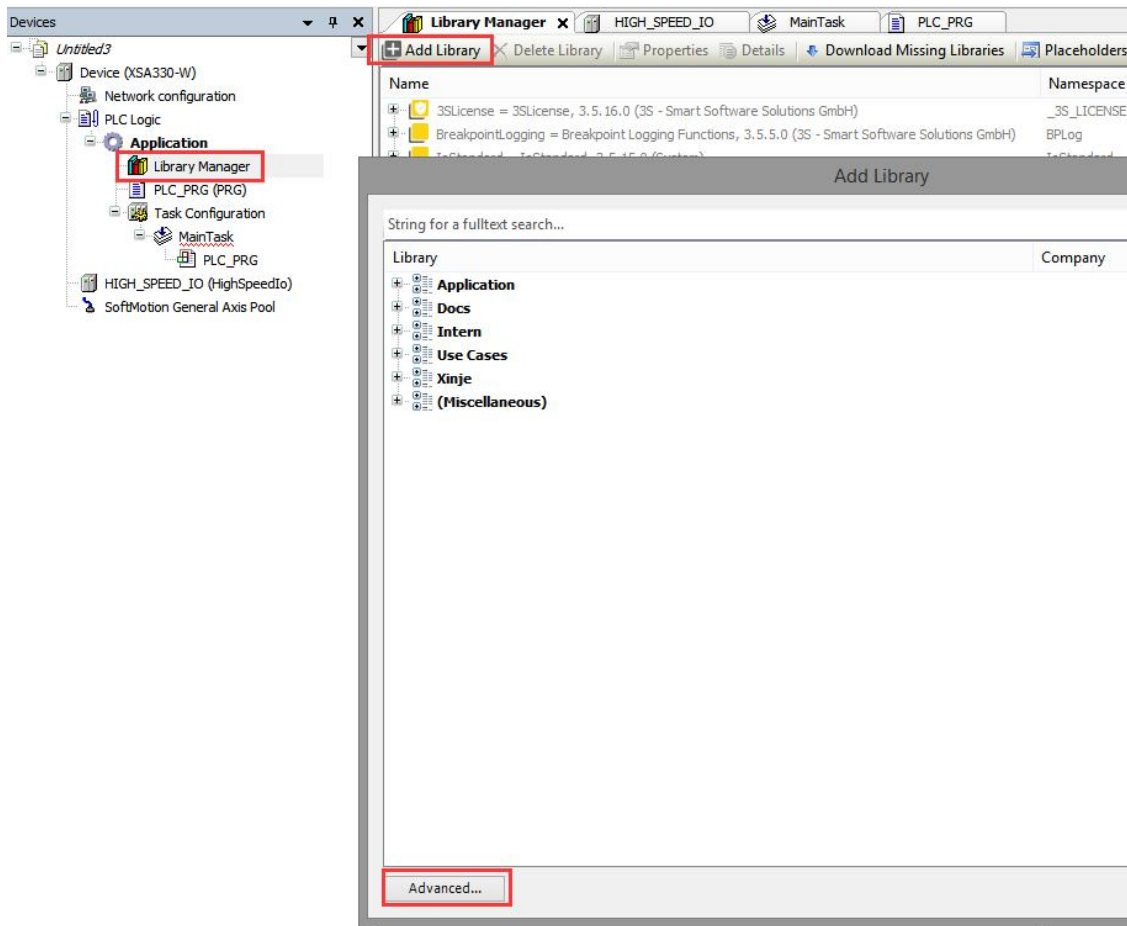 Devices
Untitled3
Device (XSA330-W)
Network configuration
PLC Logic
Application
Library Manager
PLC_PRG (PRG)
Task Configuration
MainTask
PLC_PRG
HIGH_SPEED_IO (HighSpeedIo)
SoftMotion General Axis Pool
Library Manager HIGH_SPEED_IO MainTask PLC_PRG
Add Library Delete Library Properties Details Download Missing Libraries Placeholders
Name Namespace
3SLicense = 3SLicense, 3.5.16.0 (3S - Smart Software Solutions GmbH) _3S_LICENSE
BreakpointLogging = Breakpoint Logging Functions, 3.5.5.0 (3S - Smart Software Solutions GmbH) BPLog
Add Library
String for a fulltext search...
Library Company
Application
Docs
Intern
Use Cases
Xinje
(Miscellaneous)
Advanced...